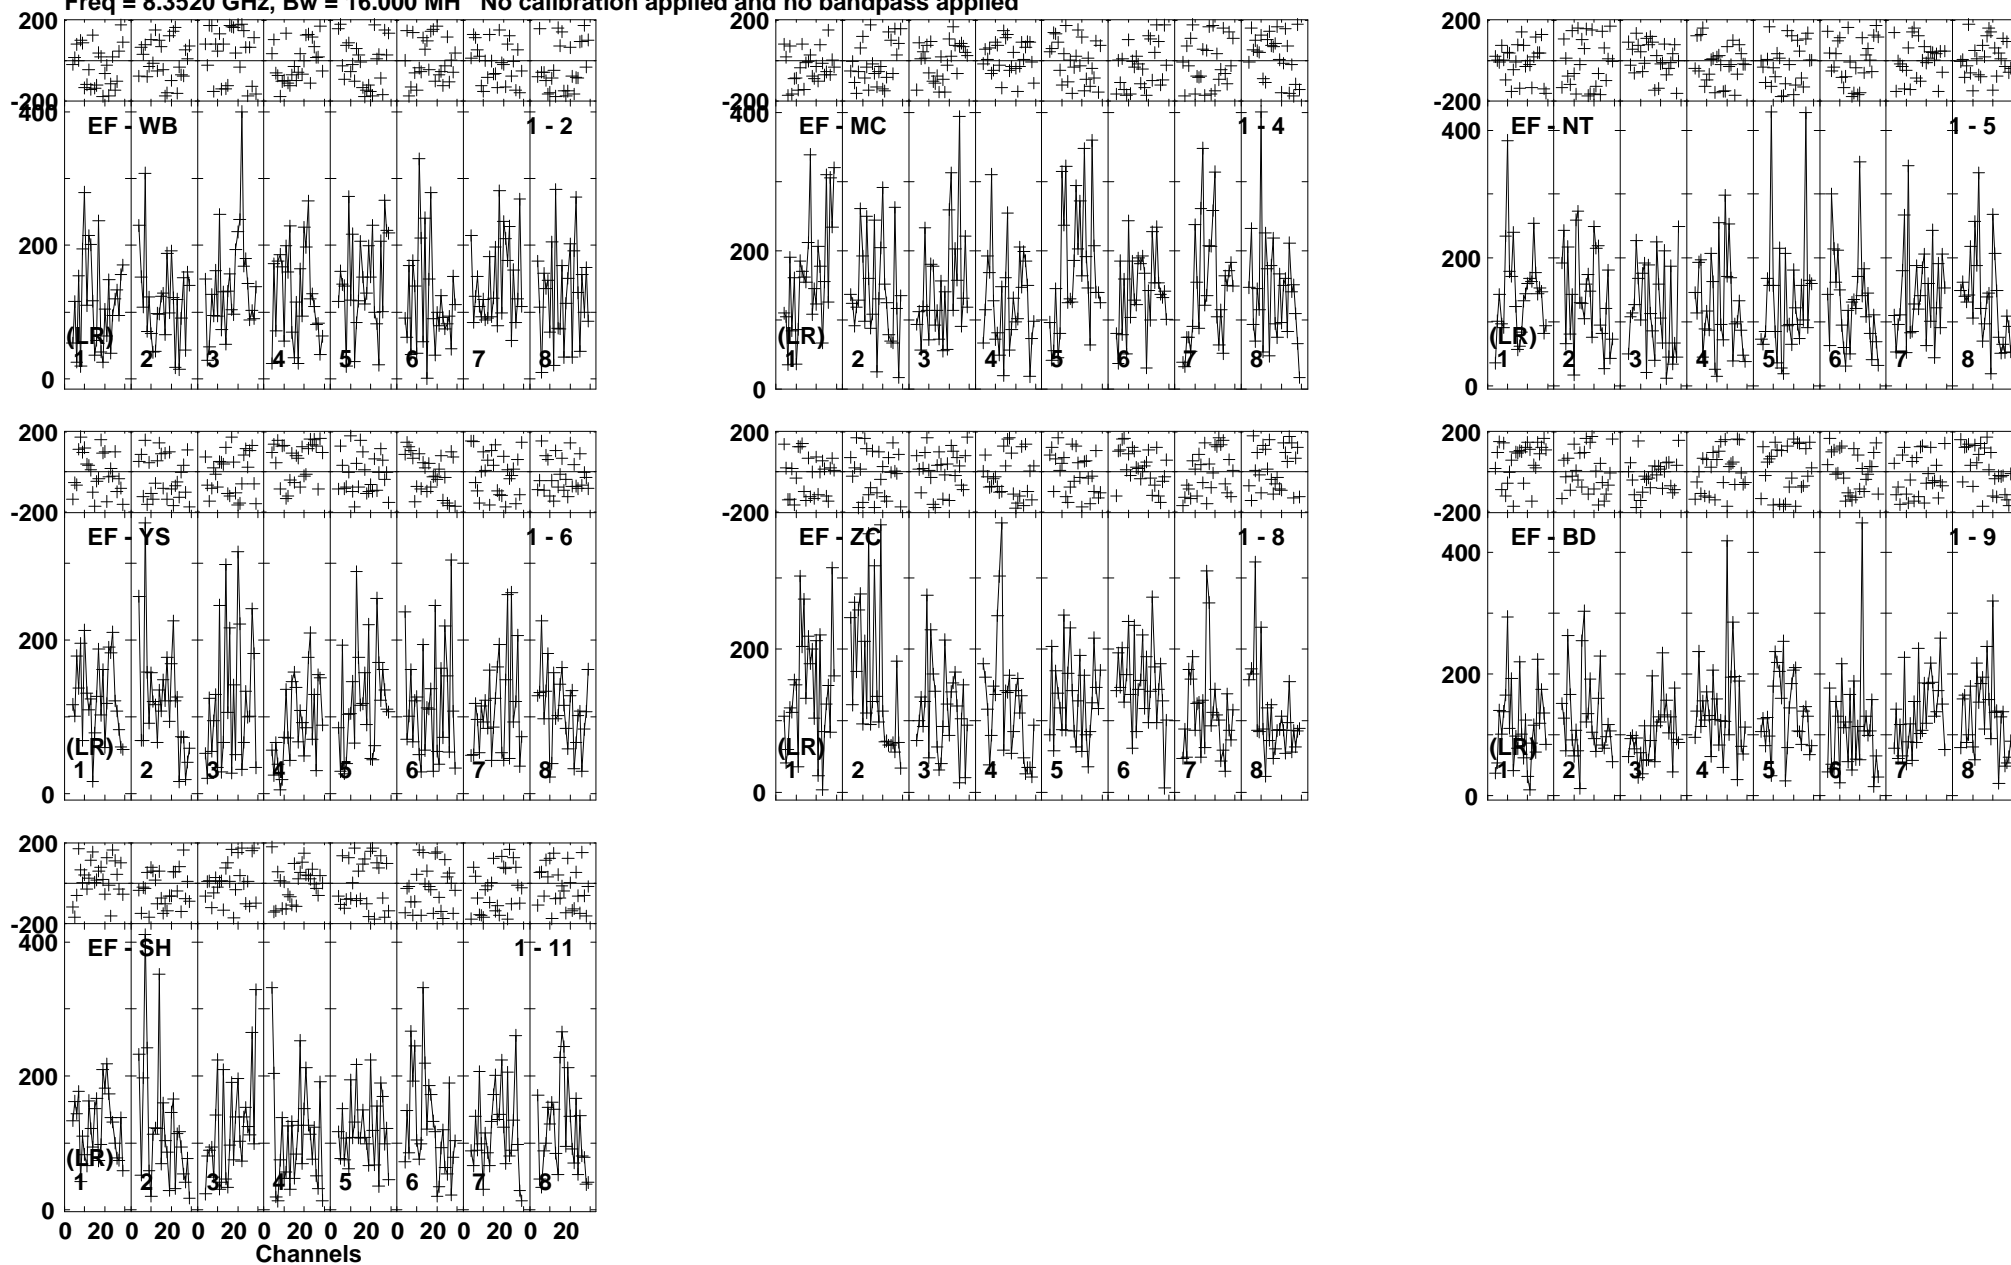 Freq = 8.3520 GHz, Bw = 16.000 MH No calibration applied and no bandpass applied
200
-200
400
200
0
EF - WB
1 - 2
(LR)
1 2 3 4 5 6 7 8
200
-200
400
200
0
EF - MC
1 - 4
(LR)
1 2 3 4 5 6 7 8
200
-200
400
200
0
EF - NT
1 - 5
(LR)
1 2 3 4 5 6 7 8
200
-200
200
0
EF - YS
1 - 6
(LR)
1 2 3 4 5 6 7 8
200
-200
200
0
EF - ZC
1 - 8
(LR)
1 2 3 4 5 6 7 8
200
-200
400
200
0
EF - BD
1 - 9
(LR)
1 2 3 4 5 6 7 8
200
-200
400
200
0
EF - SH
1 - 11
(LR)
1 2 3 4 5 6 7 8
0 20 0 20 0 20 0 20 0 20 0 20 0 20 0 20
Channels